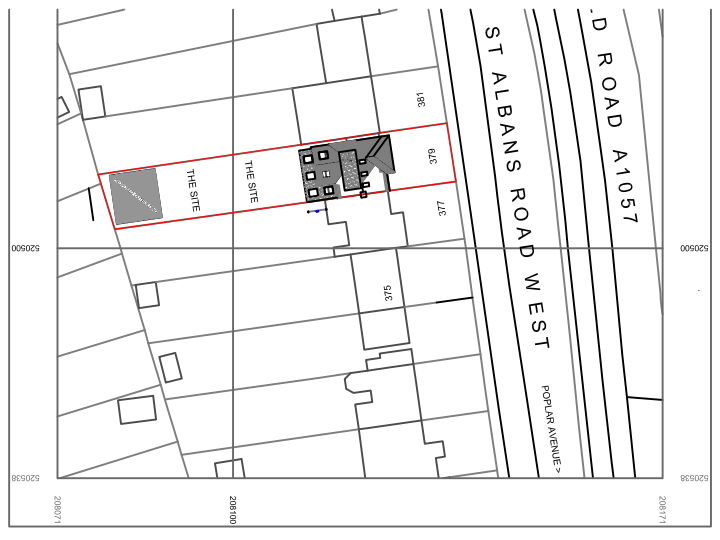 ST ALBANS ROAD WEST
D ROAD A1057
POPLAR AVENUE >
381
379
377
375
THE SITE
THE SITE
520500
520500
520538
520538
208071
208100
208171